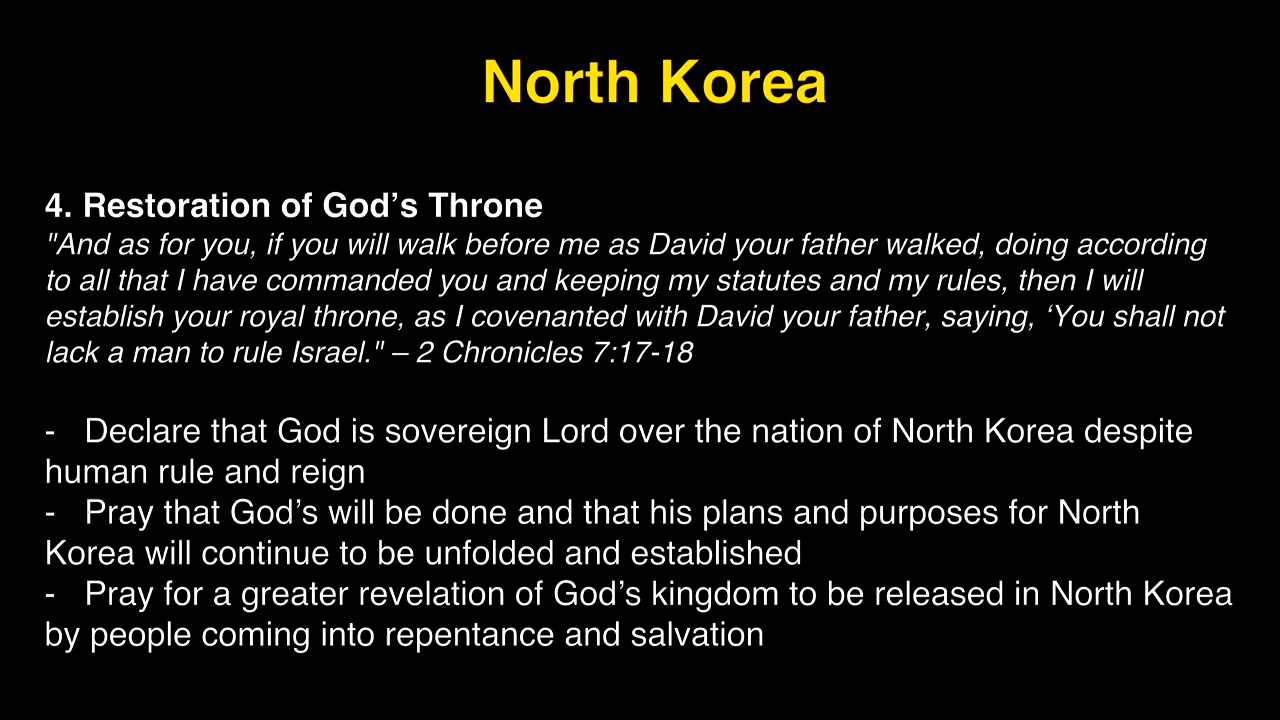 North Korea
4. Restoration of God’s Throne
"And as for you, if you will walk before me as David your father walked, doing according
to all that I have commanded you and keeping my statutes and my rules, then I will
establish your royal throne, as I covenanted with David your father, saying, ‘You shall not
lack a man to rule Israel." – 2 Chronicles 7:17-18
- Declare that God is sovereign Lord over the nation of North Korea despite
human rule and reign
- Pray that God’s will be done and that his plans and purposes for North
Korea will continue to be unfolded and established
- Pray for a greater revelation of God’s kingdom to be released in North Korea
by people coming into repentance and salvation